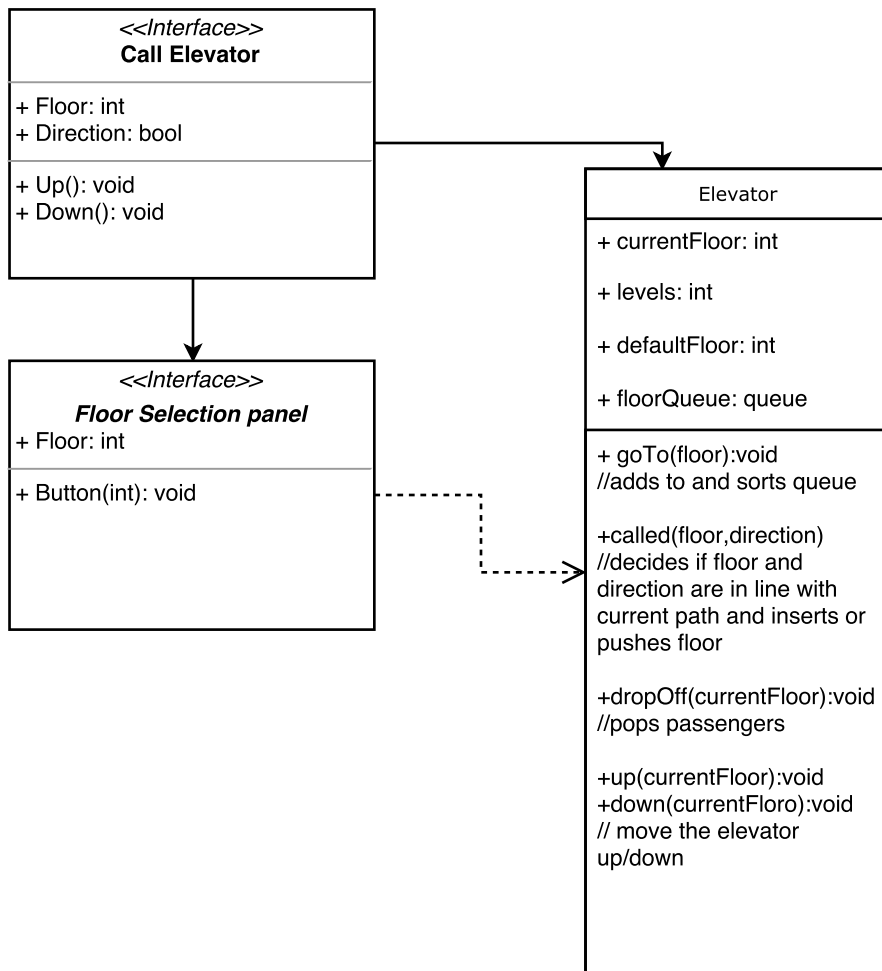 <<Interface>>
Call Elevator
+ Floor: int
+ Direction: bool
+ Up(): void
+ Down(): void
<<Interface>>
Floor Selection panel
+ Floor: int
+ Button(int): void
Elevator
+ currentFloor: int
+ levels: int
+ defaultFloor: int
+ floorQueue: queue
+ goTo(floor):void
//adds to and sorts queue
+called(floor,direction)
//decides if floor and
direction are in line with
current path and inserts or
pushes floor
+dropOff(currentFloor):void
//pops passengers
+up(currentFloor):void
+down(currentFloro):void
// move the elevator
up/down